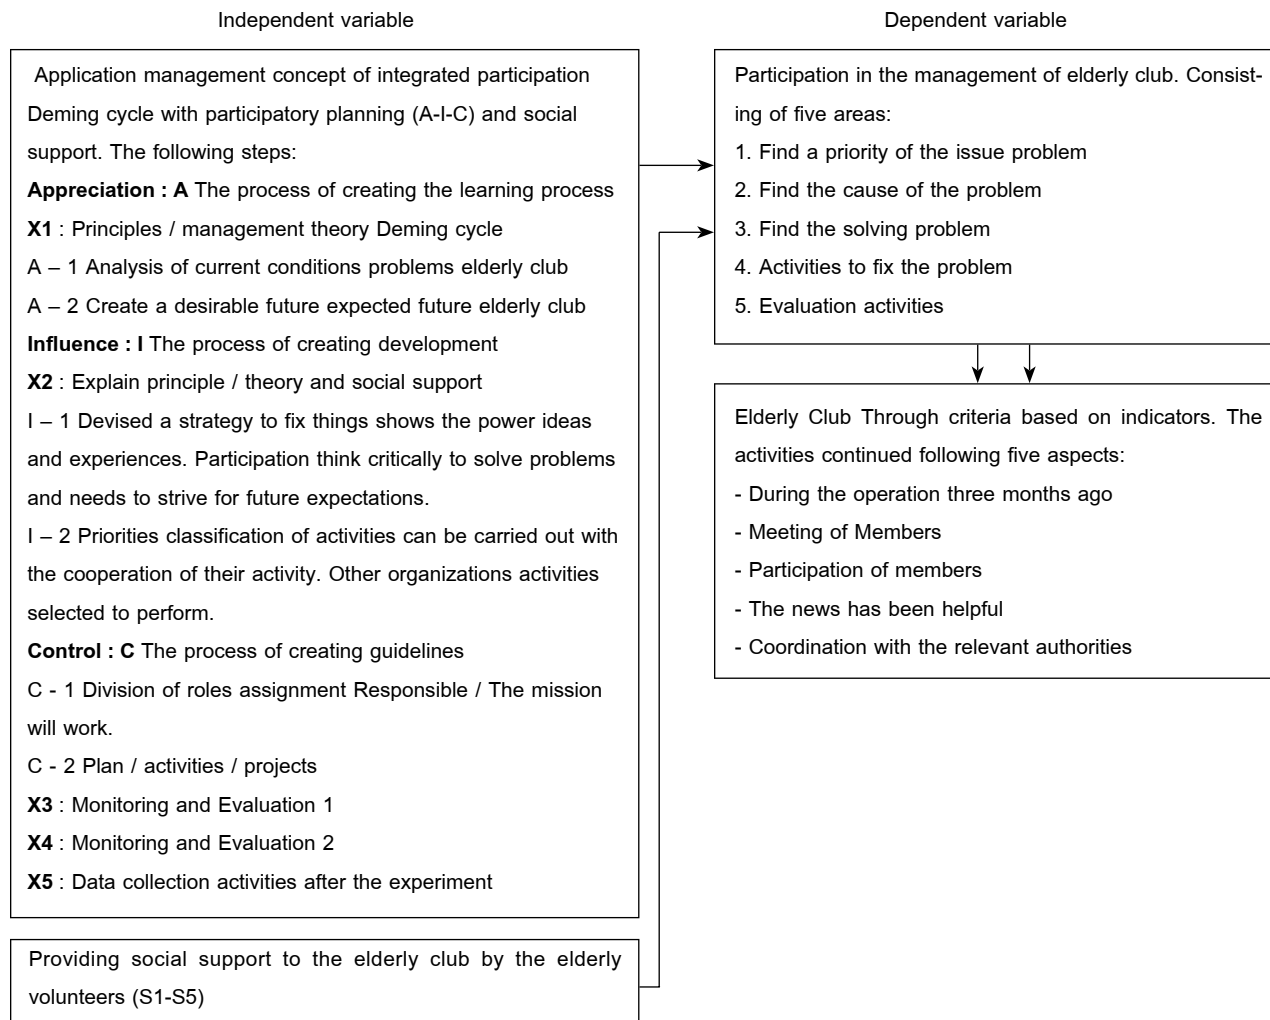 Independent variable
Application management concept of integrated participation
Deming cycle with participatory planning (A-I-C) and social
support. The following steps:
Appreciation : A The process of creating the learning process
X1 : Principles / management theory Deming cycle
A – 1 Analysis of current conditions problems elderly club
A – 2 Create a desirable future expected future elderly club
Influence : I The process of creating development
X2 : Explain principle / theory and social support
I – 1 Devised a strategy to fix things shows the power ideas
and experiences. Participation think critically to solve problems
and needs to strive for future expectations.
I – 2 Priorities classification of activities can be carried out with
the cooperation of their activity. Other organizations activities
selected to perform.
Control : C The process of creating guidelines
C - 1 Division of roles assignment Responsible / The mission
will work.
C - 2 Plan / activities / projects
X3 : Monitoring and Evaluation 1
X4 : Monitoring and Evaluation 2
X5 : Data collection activities after the experiment
Providing social support to the elderly club by the elderly
volunteers (S1-S5)
Dependent variable
Participation in the management of elderly club. Consist-
ing of five areas:
1. Find a priority of the issue problem
2. Find the cause of the problem
3. Find the solving problem
4. Activities to fix the problem
5. Evaluation activities
Elderly Club Through criteria based on indicators. The
activities continued following five aspects:
- During the operation three months ago
- Meeting of Members
- Participation of members
- The news has been helpful
- Coordination with the relevant authorities